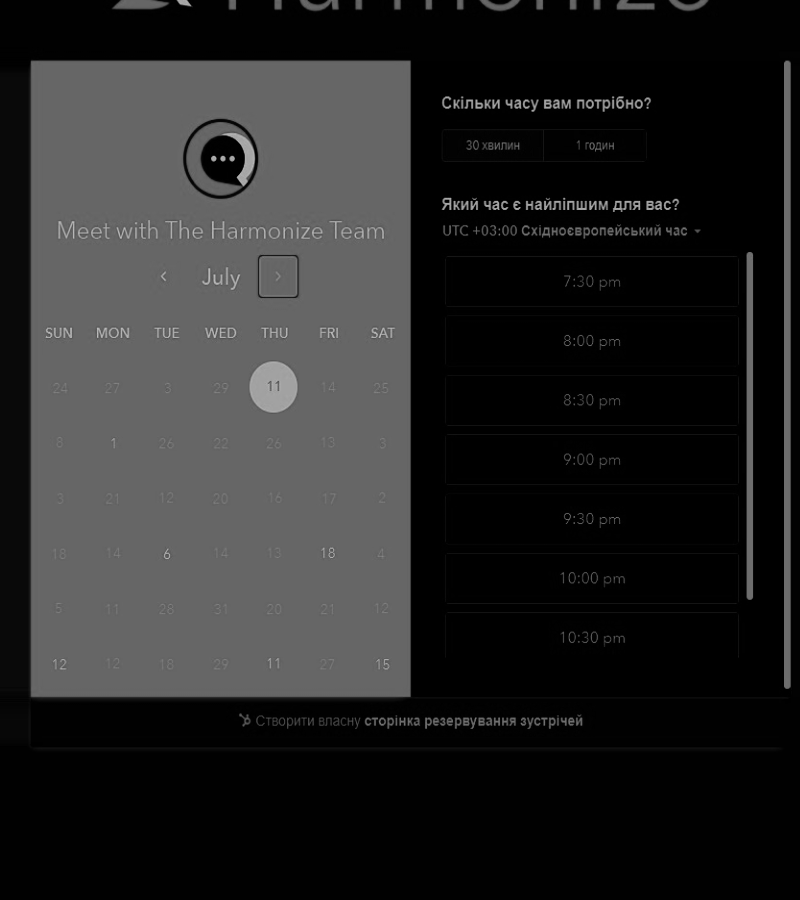 Harmonize
Meet with The Harmonize Team
July
SUN MON TUE WED THU FRI SAT
24 27 3 29 11 14 25
8 1 26 22 26 13 3
3 21 12 20 16 17 2
18 14 6 14 13 18 4
5 11 28 31 20 21 12
12 12 18 29 11 27 15
Скільки часу вам потрібно?
30 хвилин 1 годин
Який час є найліпшим для вас?
UTC +03:00 Східноєвропейський час
7:30 pm
8:00 pm
8:30 pm
9:00 pm
9:30 pm
10:00 pm
10:30 pm
Створити власну сторінка резервування зустрічей